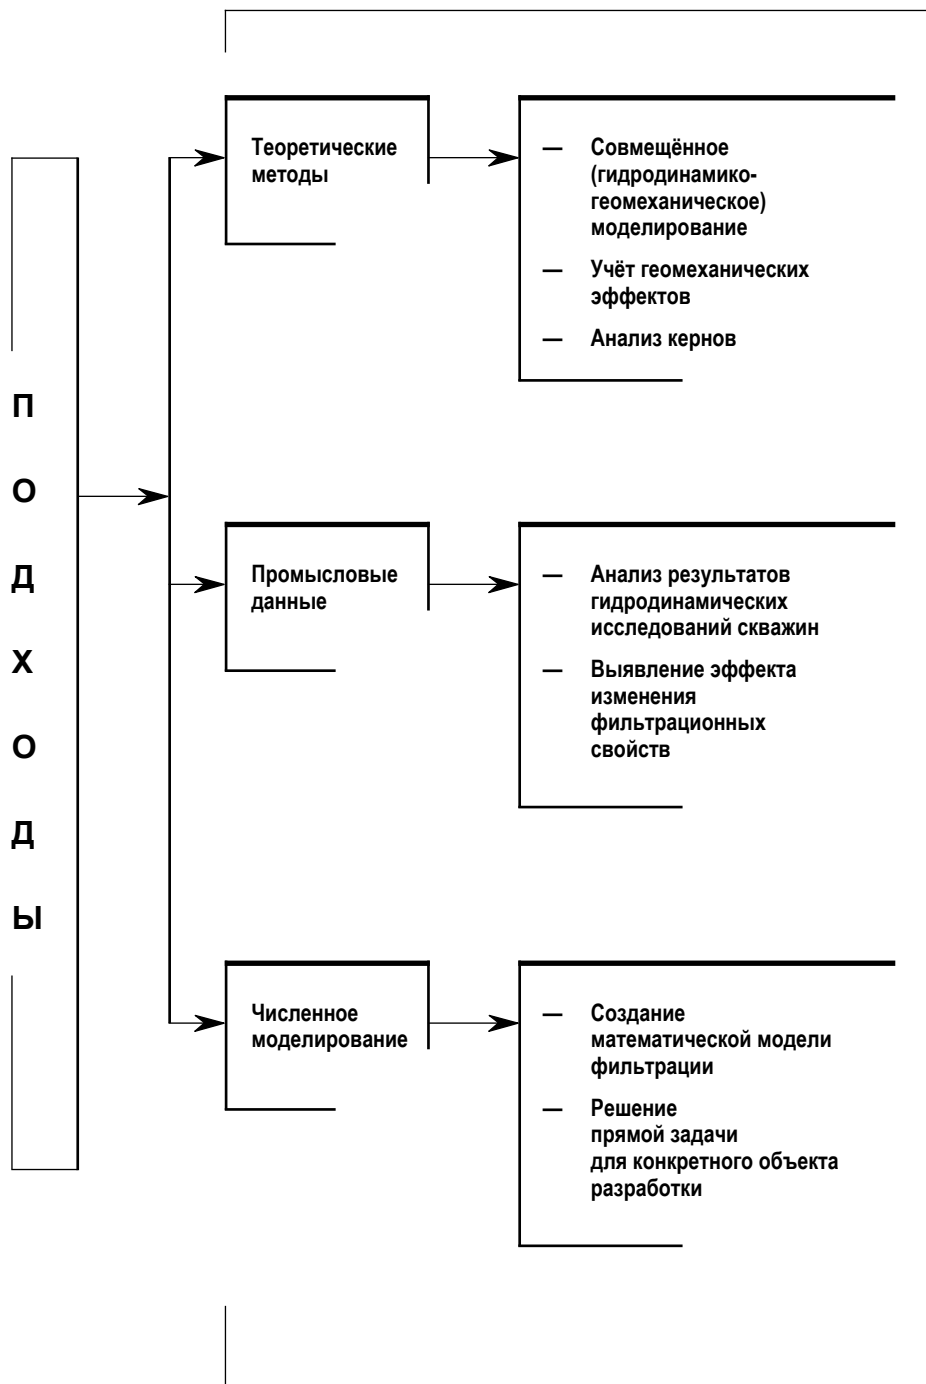 ПОДХОДЫ
Теоретические
методы
— Совмещённое
(гидродинамико-
геомеханическое)
моделирование
— Учёт геомеханических
эффектов
— Анализ кернов
Промысловые
данные
— Анализ результатов
гидродинамических
исследований скважин
— Выявление эффекта
изменения
фильтрационных
свойств
Численное
моделирование
— Создание
математической модели
фильтрации
— Решение
прямой задачи
для конкретного объекта
разработки